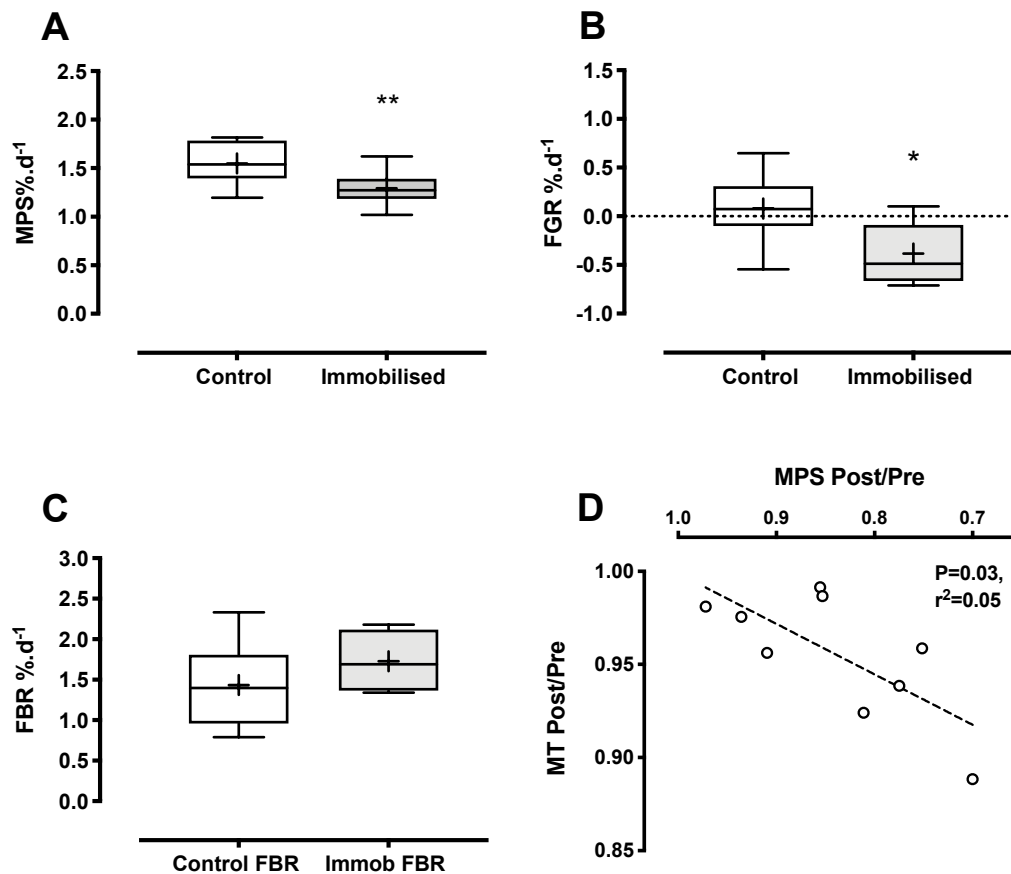 A
MPS%.d-1
2.5
2.0
1.5
1.0
0.5
0.0
**
Control Immobilised
B
FGR %.d-1
1.5
1.0
0.5
0.0
-0.5
-1.0
*
Control Immobilised
C
FBR %.d-1
3.0
2.5
2.0
1.5
1.0
0.5
0.0
Control FBR Immob FBR
D
MPS Post/Pre
1.0 0.9 0.8 0.7
MT Post/Pre
1.00
0.95
0.90
0.85
P=0.03,
r2=0.05